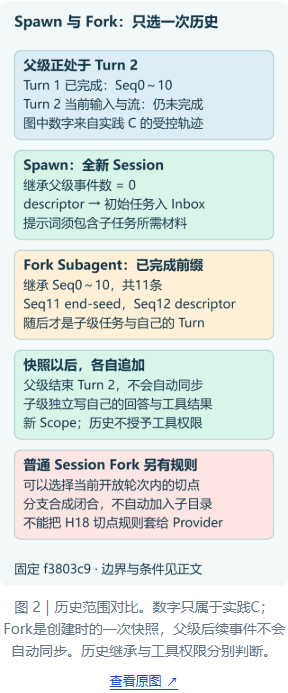 Spawn 与 Fork：只选一次历史
父级正处于 Turn 2
Turn 1 已完成：Seq0～10
Turn 2 当前输入与流：仍未完成
图中数字来自实践 C 的受控轨迹
Spawn：全新 Session
继承父级事件数 = 0
descriptor → 初始任务入 Inbox
提示词须包含子任务所需材料
Fork Subagent：已完成前缀
继承 Seq0～10，共11条
Seq11 end-seed，Seq12 descriptor
随后才是子级任务与自己的 Turn
快照以后，各自追加
父级结束 Turn 2，不会自动同步
子级独立写自己的回答与工具结果
新 Scope；历史不授予工具权限
普通 Session Fork 另有规则
可以选择当前开放轮次内的切点
分支合成闭合，不自动加入子目录
不能把 H18 切点规则套给 Provider
固定 f3803c9 · 边界与条件见正文
图 2｜历史范围对比。数字只属于实践C；
Fork是创建时的一次快照，父级后续事件不会
自动同步。历史继承与工具权限分别判断。
查看原图 ↗